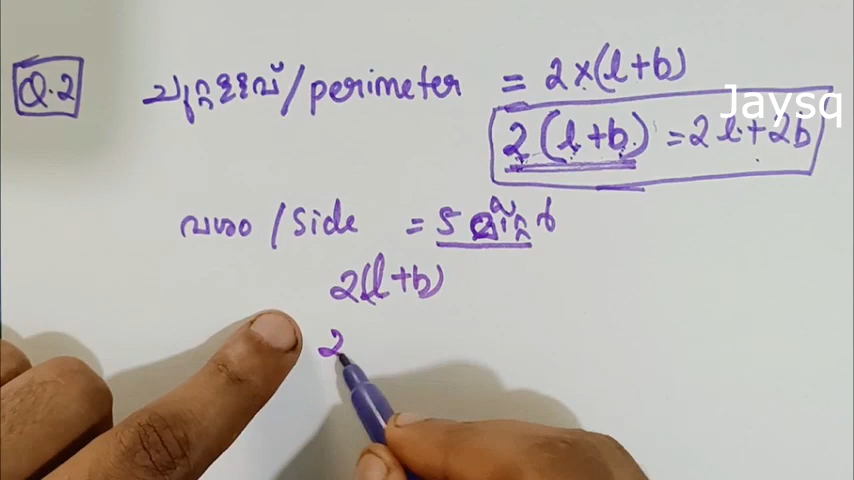 Q.2 ചുറ്റളവ്/perimeter = 2×(l+b)
Jaysq
2(l+b) = 2l+2b
വശം /Side = 5
2(l+b)
2